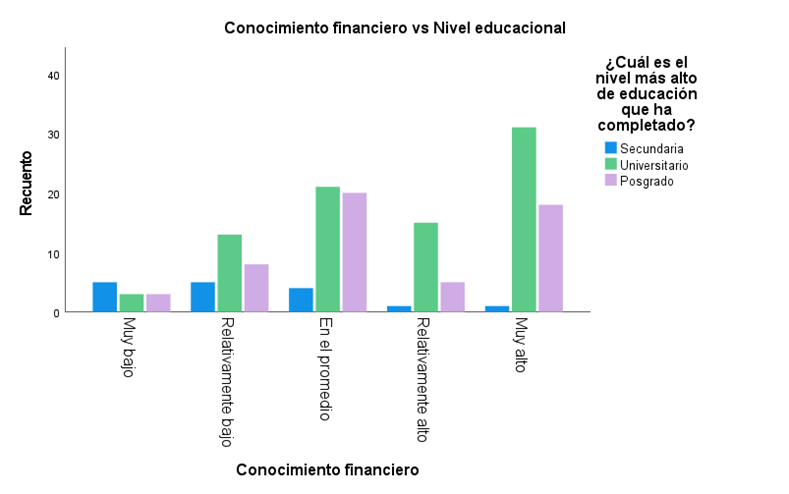 Conocimiento financiero vs Nivel educacional
¿Cuál es el
nivel más alto
de educación
que ha
completado?
Secundaria
Universitario
Posgrado
Recuento
40
30
20
10
0
Muy bajo
Relativamente bajo
En el promedio
Relativamente alto
Muy alto
Conocimiento financiero